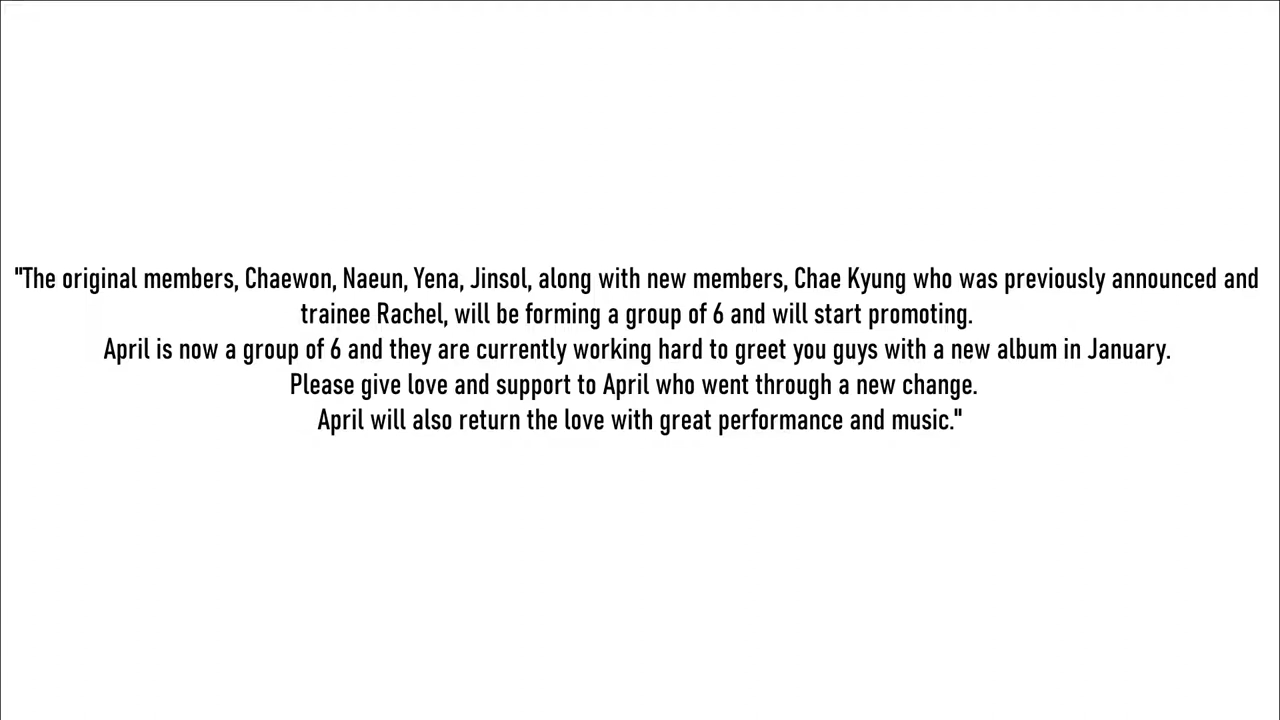 "The original members, Chaewon, Naeun, Yena, Jinsol, along with new members, Chae Kyung who was previously announced and
trainee Rachel, will be forming a group of 6 and will start promoting.
April is now a group of 6 and they are currently working hard to greet you guys with a new album in January.
Please give love and support to April who went through a new change.
April will also return the love with great performance and music."